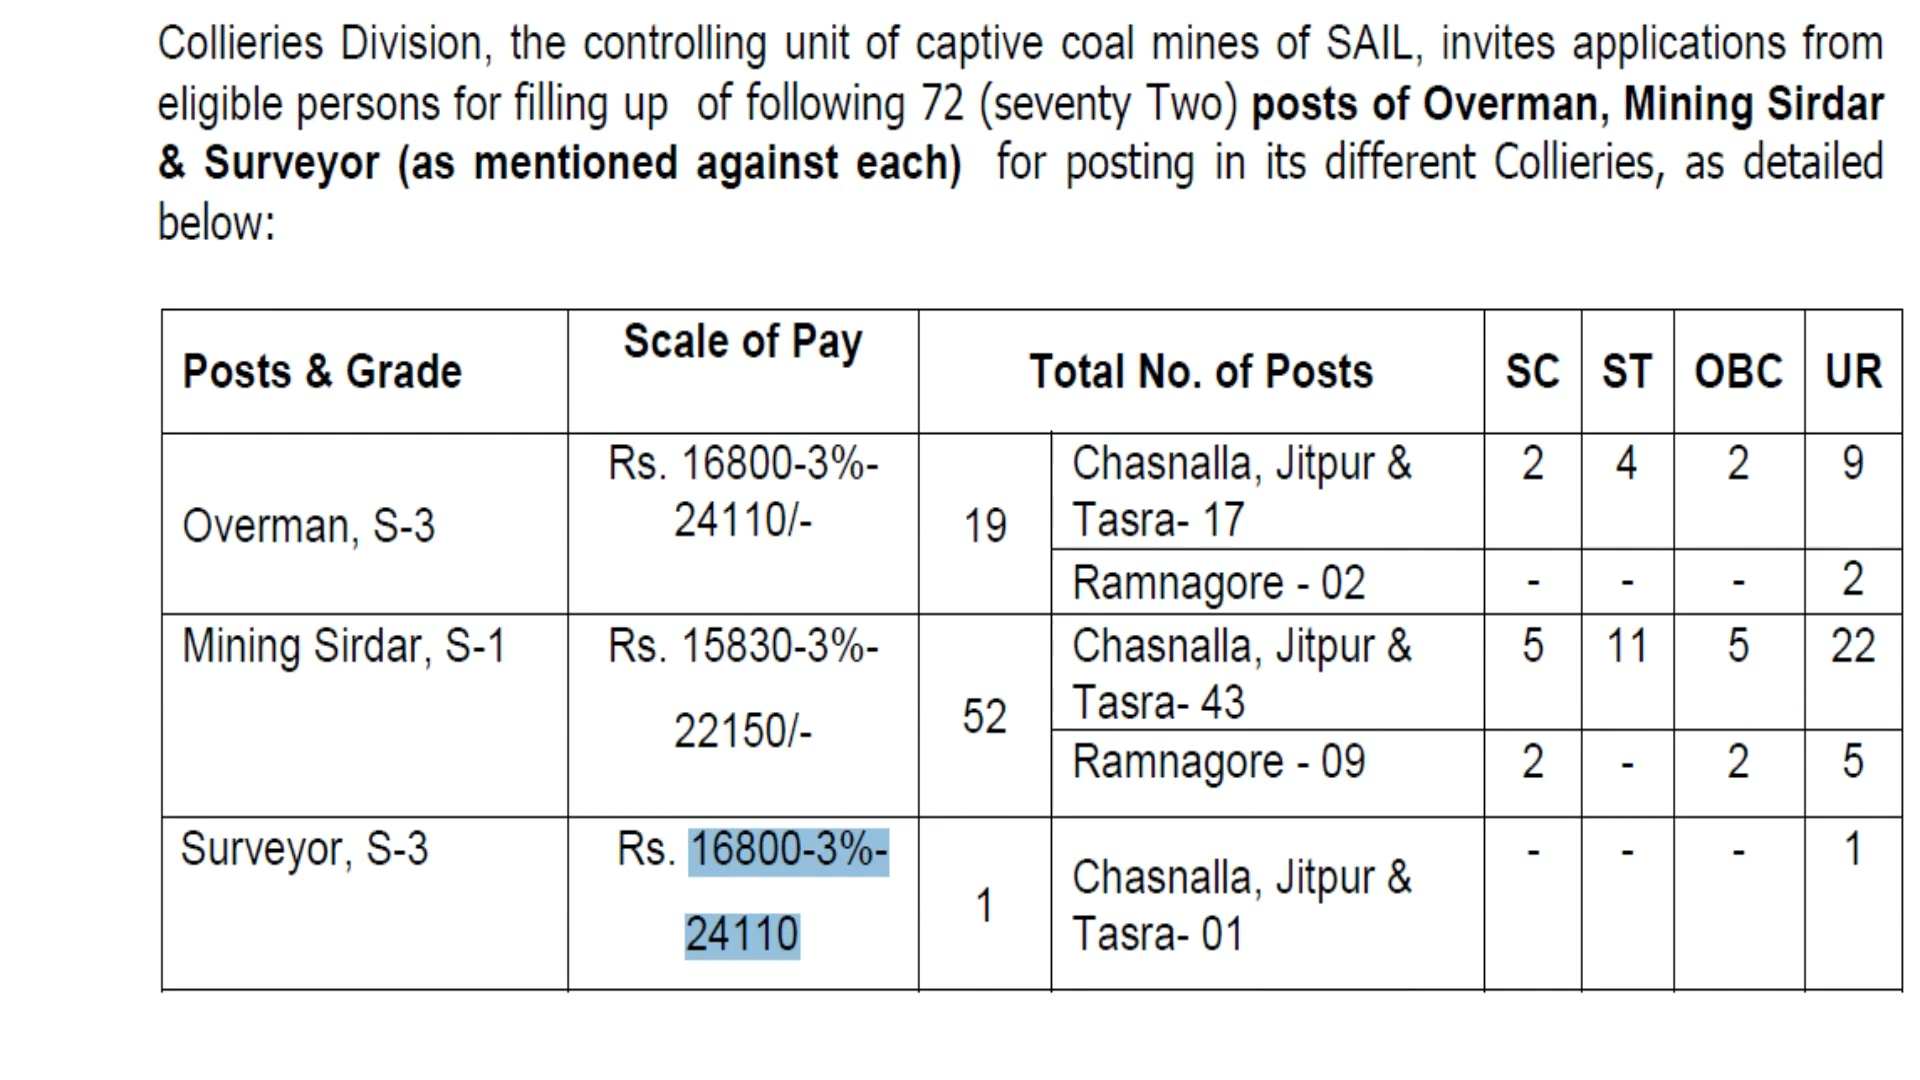 Collieries Division, the controlling unit of captive coal mines of SAIL, invites applications from
eligible persons for filling up of following 72 (seventy Two) posts of Overman, Mining Sirdar
& Surveyor (as mentioned against each) for posting in its different Collieries, as detailed
below:
Posts & Grade Scale of Pay Total No. of Posts SC ST OBC UR
Overman, S-3
Rs. 16800-3%-
24110/-
19
Chasnalla, Jitpur &
Tasra- 17
2 4 2 9
Ramnagore - 02 - - - 2
Mining Sirdar, S-1
Rs. 15830-3%-
22150/-
52
Chasnalla, Jitpur &
Tasra- 43
5 11 5 22
Ramnagore - 09 2 - 2 5
Surveyor, S-3
Rs. 16800-3%-
24110
1
Chasnalla, Jitpur &
Tasra- 01
- - - 1